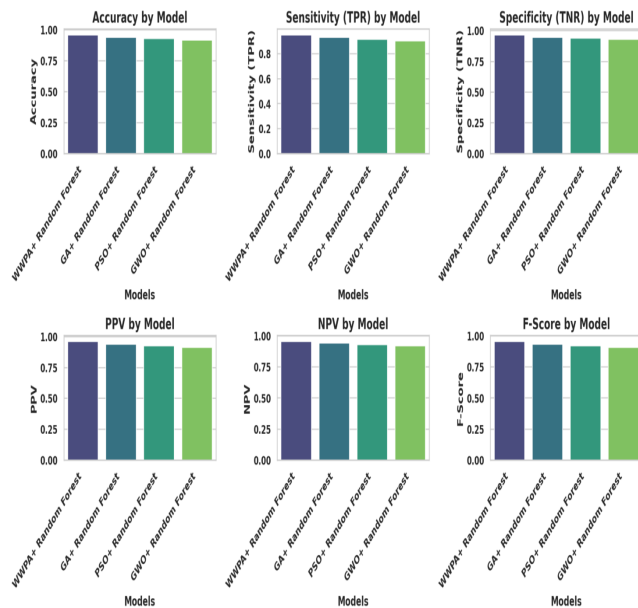 Accuracy by Model
Accuracy
1.00
0.75
0.50
0.25
0.00
WWPA+ Random Forest
GA+ Random Forest
PSO+ Random Forest
GWO+ Random Forest
Models
Sensitivity (TPR) by Model
Sensitivity (TPR)
0.8
0.6
0.4
0.2
0.0
WWPA+ Random Forest
GA+ Random Forest
PSO+ Random Forest
GWO+ Random Forest
Models
Specificity (TNR) by Model
Specificity (TNR)
1.00
0.75
0.50
0.25
0.00
WWPA+ Random Forest
GA+ Random Forest
PSO+ Random Forest
GWO+ Random Forest
Models
PPV by Model
PPV
1.00
0.75
0.50
0.25
0.00
WWPA+ Random Forest
GA+ Random Forest
PSO+ Random Forest
GWO+ Random Forest
Models
NPV by Model
NPV
1.00
0.75
0.50
0.25
0.00
WWPA+ Random Forest
GA+ Random Forest
PSO+ Random Forest
GWO+ Random Forest
Models
F-Score by Model
F-Score
1.00
0.75
0.50
0.25
0.00
WWPA+ Random Forest
GA+ Random Forest
PSO+ Random Forest
GWO+ Random Forest
Models